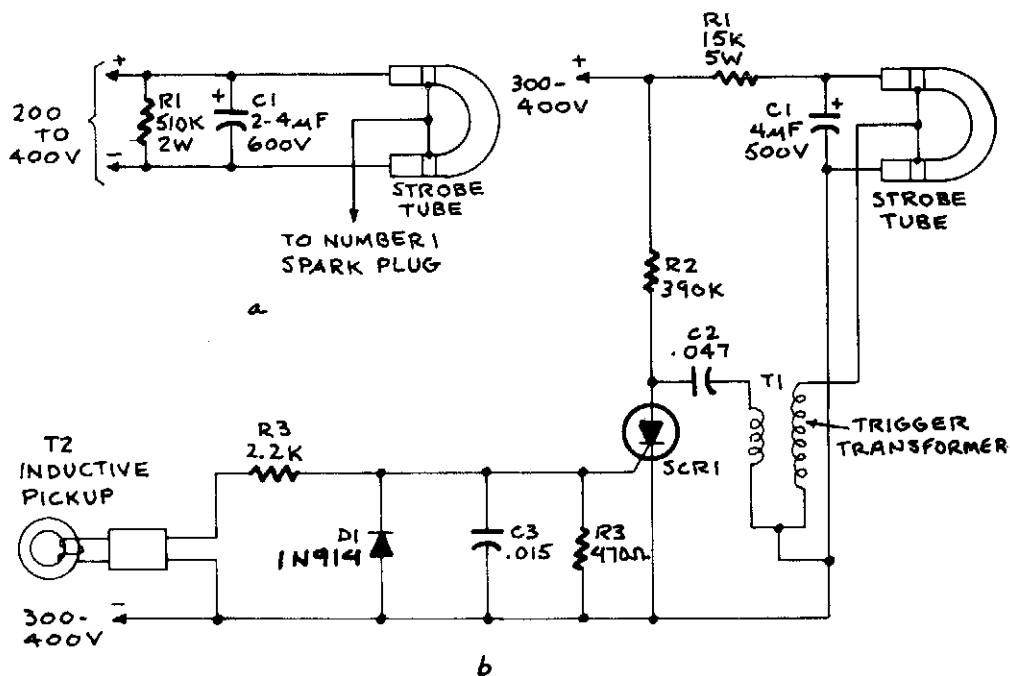 +
200
TO
400V
−
R1
510K
2W
+
C1
2-4µF
600V
STROBE
TUBE
TO NUMBER 1
SPARK PLUG
a
300-
400V
+
R1
15K
5W
C1
4µF
500V
+
STROBE
TUBE
R2
390K
C2
.047
T1
TRIGGER
TRANSFORMER
SCR1
T2
INDUCTIVE
PICKUP
R3
2.2K
D1
1N914
C3
.015
R3
470Ω
300-
400V
−
b